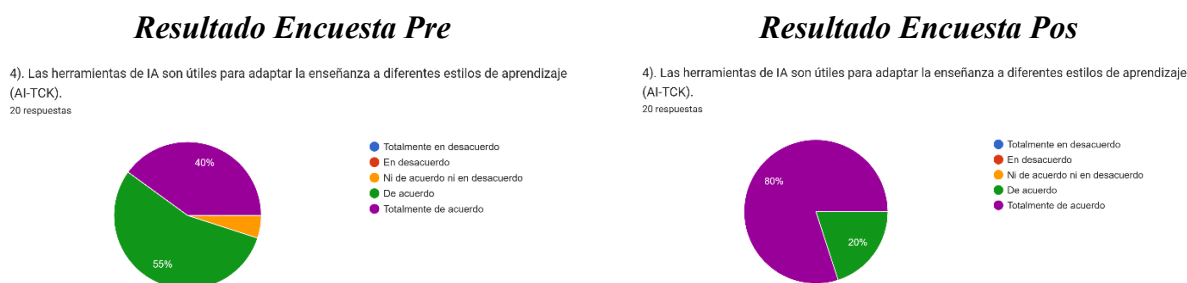 Resultado Encuesta Pre
4). Las herramientas de IA son útiles para adaptar la enseñanza a diferentes estilos de aprendizaje
(AI-TCK).
20 respuestas
40%
55%
Totalmente en desacuerdo
En desacuerdo
Ni de acuerdo ni en desacuerdo
De acuerdo
Totalmente de acuerdo
Resultado Encuesta Pos
4). Las herramientas de IA son útiles para adaptar la enseñanza a diferentes estilos de aprendizaje
(AI-TCK).
20 respuestas
80%
20%
Totalmente en desacuerdo
En desacuerdo
Ni de acuerdo ni en desacuerdo
De acuerdo
Totalmente de acuerdo